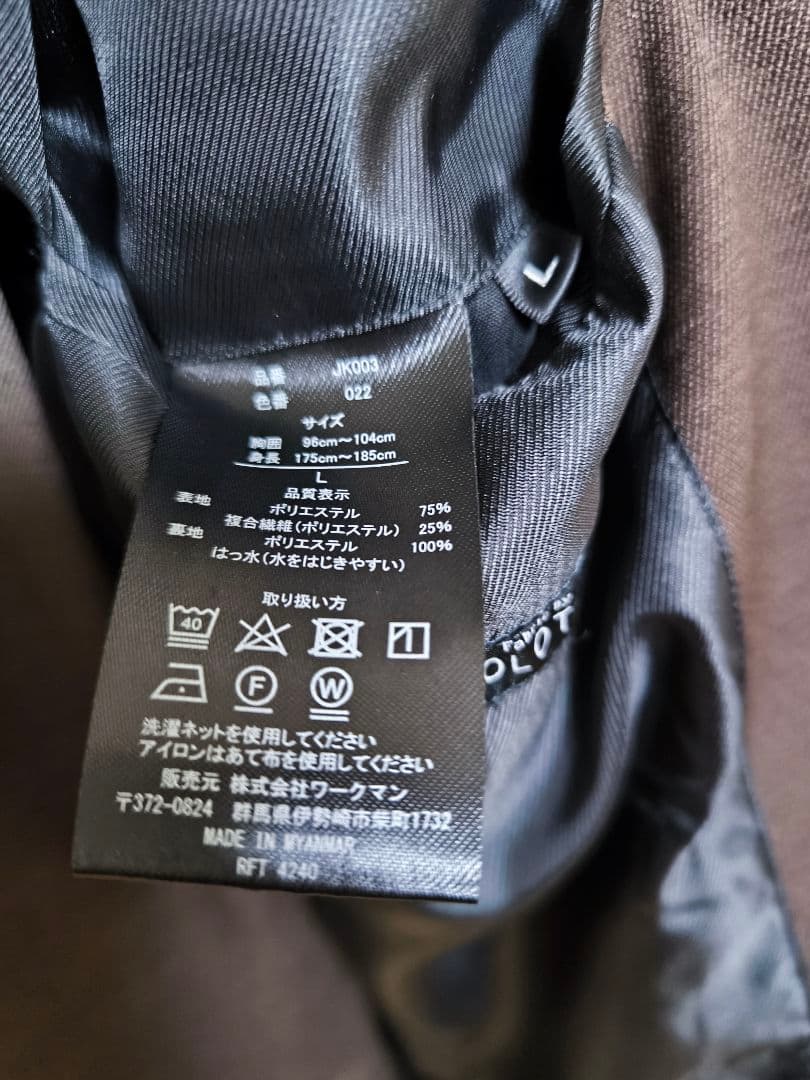 L
品番 JK003
色番 022
サイズ
胸囲 96cm～104cm
身長 175cm～185cm
L
品質表示
表地 ポリエステル 75%
複合繊維(ポリエステル) 25%
裏地 ポリエステル 100%
はっ水(水をはじきやすい)
取り扱い方
40
F W
洗濯ネットを使用してください
アイロンはあて布を使用してください
販売元 株式会社ワークマン
〒372-0824 群馬県伊勢崎市柴町1732
MADE IN MYANMAR
RFT 4240